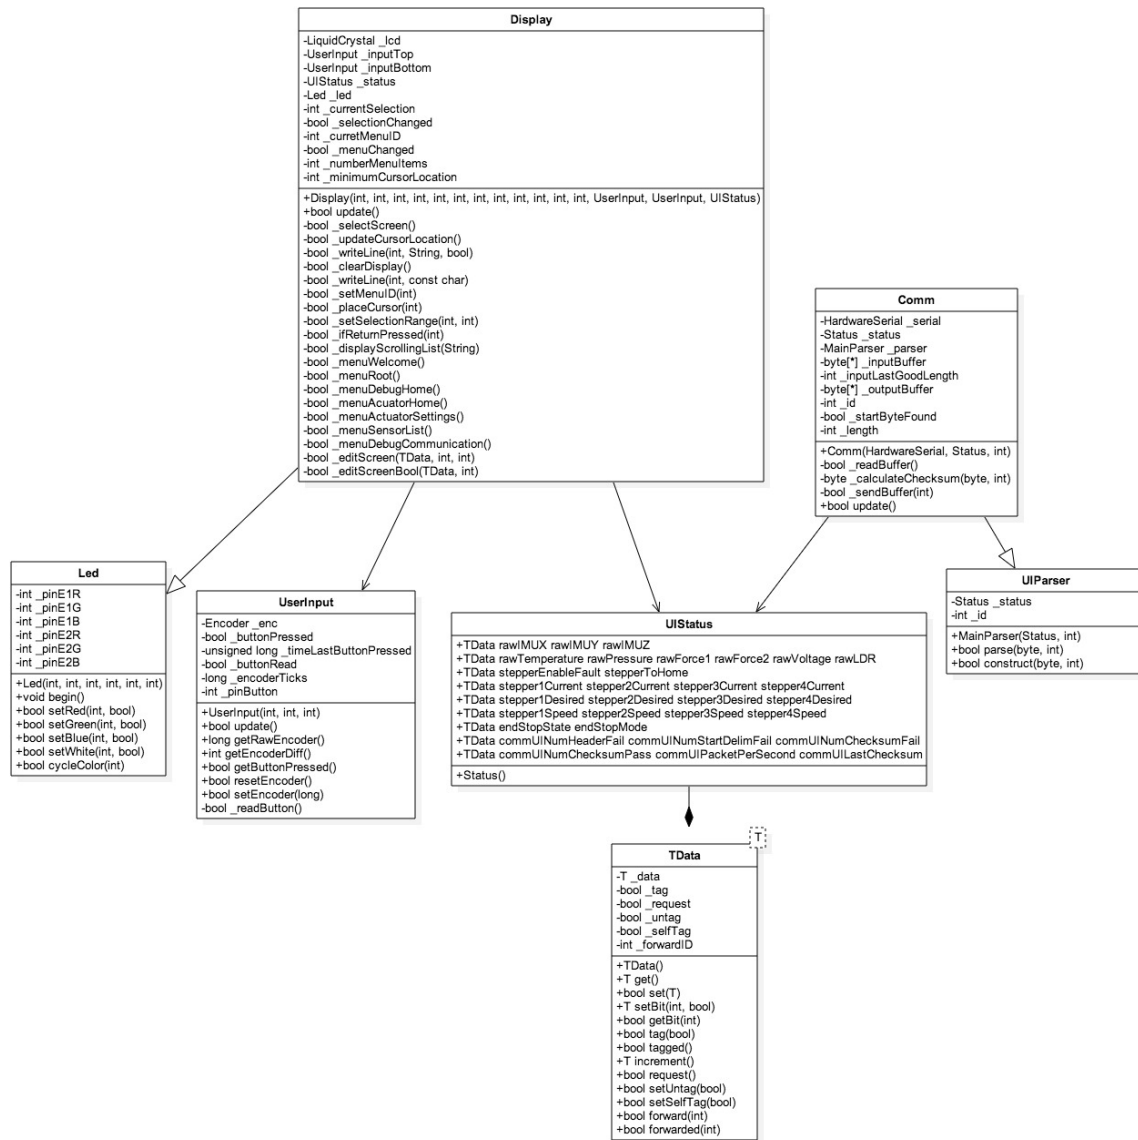 Display
-LiquidCrystal _lcd
-UserInput _inputTop
-UserInput _inputBottom
-UIStatus _status
-Led _led
-int _currentSelection
-bool _selectionChanged
-int _curretMenuID
-bool _menuChanged
-int _numberMenuItems
-int _minimumCursorLocation
+Display(int, int, int, int, int, int, int, int, int, int, int, int, int, UserInput, UserInput, UIStatus)
+bool update()
-bool _selectScreen()
-bool _updateCursorLocation()
-bool _writeLine(int, String, bool)
-bool _clearDisplay()
-bool _writeLine(int, const char)
-bool _setMenuID(int)
-bool _placeCursor(int)
-bool _setSelectionRange(int, int)
-bool _ifReturnPressed(int)
-bool _displayScrollingList(String)
-bool _menuWelcome()
-bool _menuRoot()
-bool _menuDebugHome()
-bool _menuAcuatorHome()
-bool _menuActuatorSettings()
-bool _menuSensorList()
-bool _menuDebugCommunication()
-bool _editScreen(TData, int, int)
-bool _editScreenBool(TData, int)
Comm
-HardwareSerial _serial
-Status _status
-MainParser _parser
-byte[*] _inputBuffer
-int _inputLastGoodLength
-byte[*] _outputBuffer
-int _id
-bool _startByteFound
-int _length
+Comm(HardwareSerial, Status, int)
-bool _readBuffer()
-byte _calculateChecksum(byte, int)
-bool _sendBuffer(int)
+bool update()
Led
-int _pinE1R
-int _pinE1G
-int _pinE1B
-int _pinE2R
-int _pinE2G
-int _pinE2B
+Led(int, int, int, int, int, int)
+void begin()
+bool setRed(int, bool)
+bool setGreen(int, bool)
+bool setBlue(int, bool)
+bool setWhite(int, bool)
+bool cycleColor(int)
UserInput
-Encoder _enc
-bool _buttonPressed
-unsigned long _timeLastButtonPressed
-bool _buttonRead
-long _encoderTicks
-int _pinButton
+UserInput(int, int, int)
+bool update()
+long getRawEncoder()
+int getEncoderDiff()
+bool getButtonPressed()
+bool resetEncoder()
+bool setEncoder(long)
-bool _readButton()
UIStatus
+TData rawIMUX rawIMUY rawIMUZ
+TData rawTemperature rawPressure rawForce1 rawForce2 rawVoltage rawLDR
+TData stepperEnableFault stepperToHome
+TData stepper1Current stepper2Current stepper3Current stepper4Current
+TData stepper1Desired stepper2Desired stepper3Desired stepper4Desired
+TData stepper1Speed stepper2Speed stepper3Speed stepper4Speed
+TData endStopState endStopMode
+TData commUINumHeaderFail commUINumStartDelimFail commUINumChecksumFail
+TData commUINumChecksumPass commUIPacketPerSecond commUILastChecksum
+Status()
UIParser
-Status _status
-int _id
+MainParser(Status, int)
+bool parse(byte, int)
+bool construct(byte, int)
T
TData
-T _data
-bool _tag
-bool _request
-bool _untag
-bool _selfTag
-int _forwardID
+TData()
+T get()
+bool set(T)
+T setBit(int, bool)
+bool getBit(int)
+bool tag(bool)
+bool tagged()
+T increment()
+bool request()
+bool setUntag(bool)
+bool setSelfTag(bool)
+bool forward(int)
+bool forwarded(int)